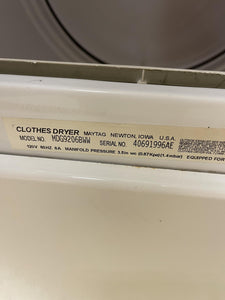 CLOTHES DRYER MAYTAG NEWTON, IOWA U.S.A.
MODEL NO. MDG9206BWW SERIAL NO. 40691996AE
120V 60HZ 6A MANIFOLD PRESSURE 3.5in wc (0.87Kpa)(1.4mbar) EQUIPPED FOR